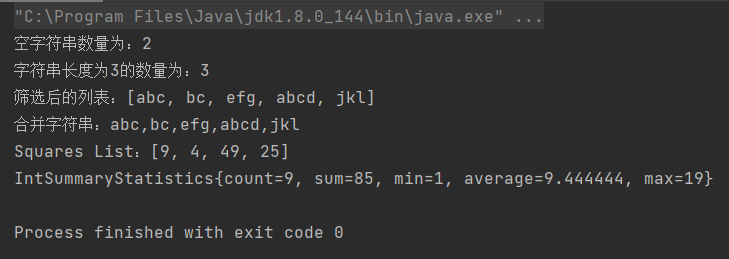 "C:\Program Files\Java\jdk1.8.0_144\bin\java.exe" ...
空字符串数量为：2
字符串长度为3的数量为：3
筛选后的列表：[abc, bc, efg, abcd, jkl]
合并字符串：abc,bc,efg,abcd,jkl
Squares List：[9, 4, 49, 25]
IntSummaryStatistics{count=9, sum=85, min=1, average=9.444444, max=19}
Process finished with exit code 0